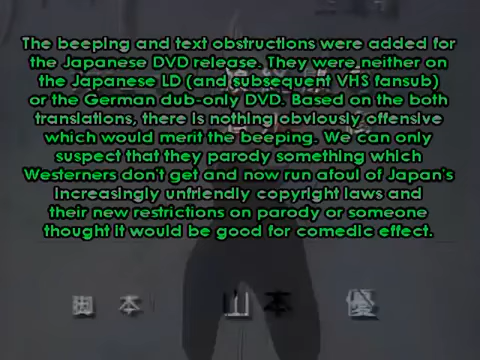 The beeping and text obstructions were added for
the Japanese DVD release. They were neither on
the Japanese LD (and subsequent VHS fansub)
or the German dub-only DVD. Based on the both
translations, there is nothing obviously offensive
which would merit the beeping. We can only
suspect that they parody something which
Westerners don't get and now run afoul of Japan's
increasingly unfriendly copyright laws and
their new restrictions on parody or someone
thought it would be good for comedic effect.
脚本 山本 優